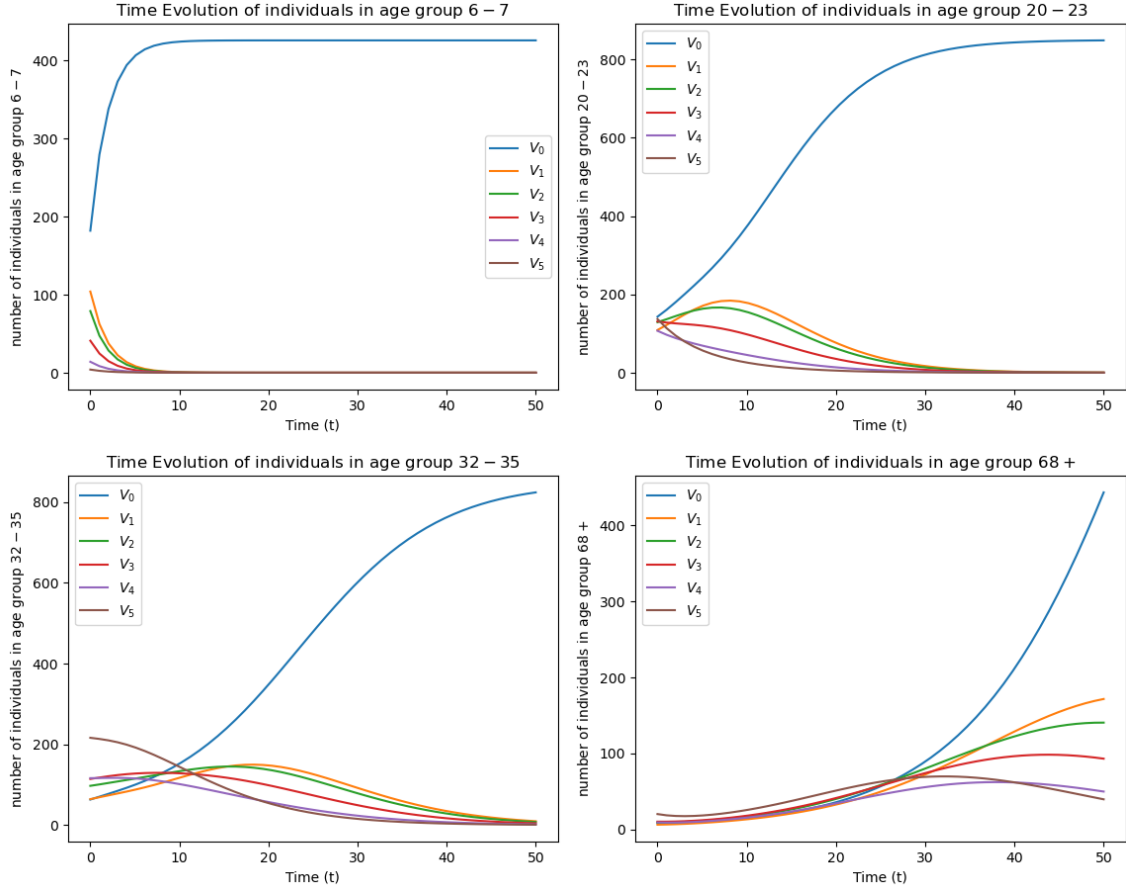 Time Evolution of individuals in age group 6 − 7
number of individuals in age group 6 − 7
400
300
200
100
0
V0
V1
V2
V3
V4
V5
0 10 20 30 40 50
Time (t)
Time Evolution of individuals in age group 20 − 23
number of individuals in age group 20 − 23
800
600
400
200
0
V0
V1
V2
V3
V4
V5
0 10 20 30 40 50
Time (t)
Time Evolution of individuals in age group 32 − 35
number of individuals in age group 32 − 35
800
600
400
200
0
V0
V1
V2
V3
V4
V5
0 10 20 30 40 50
Time (t)
Time Evolution of individuals in age group 68 +
number of individuals in age group 68 +
400
300
200
100
0
V0
V1
V2
V3
V4
V5
0 10 20 30 40 50
Time (t)